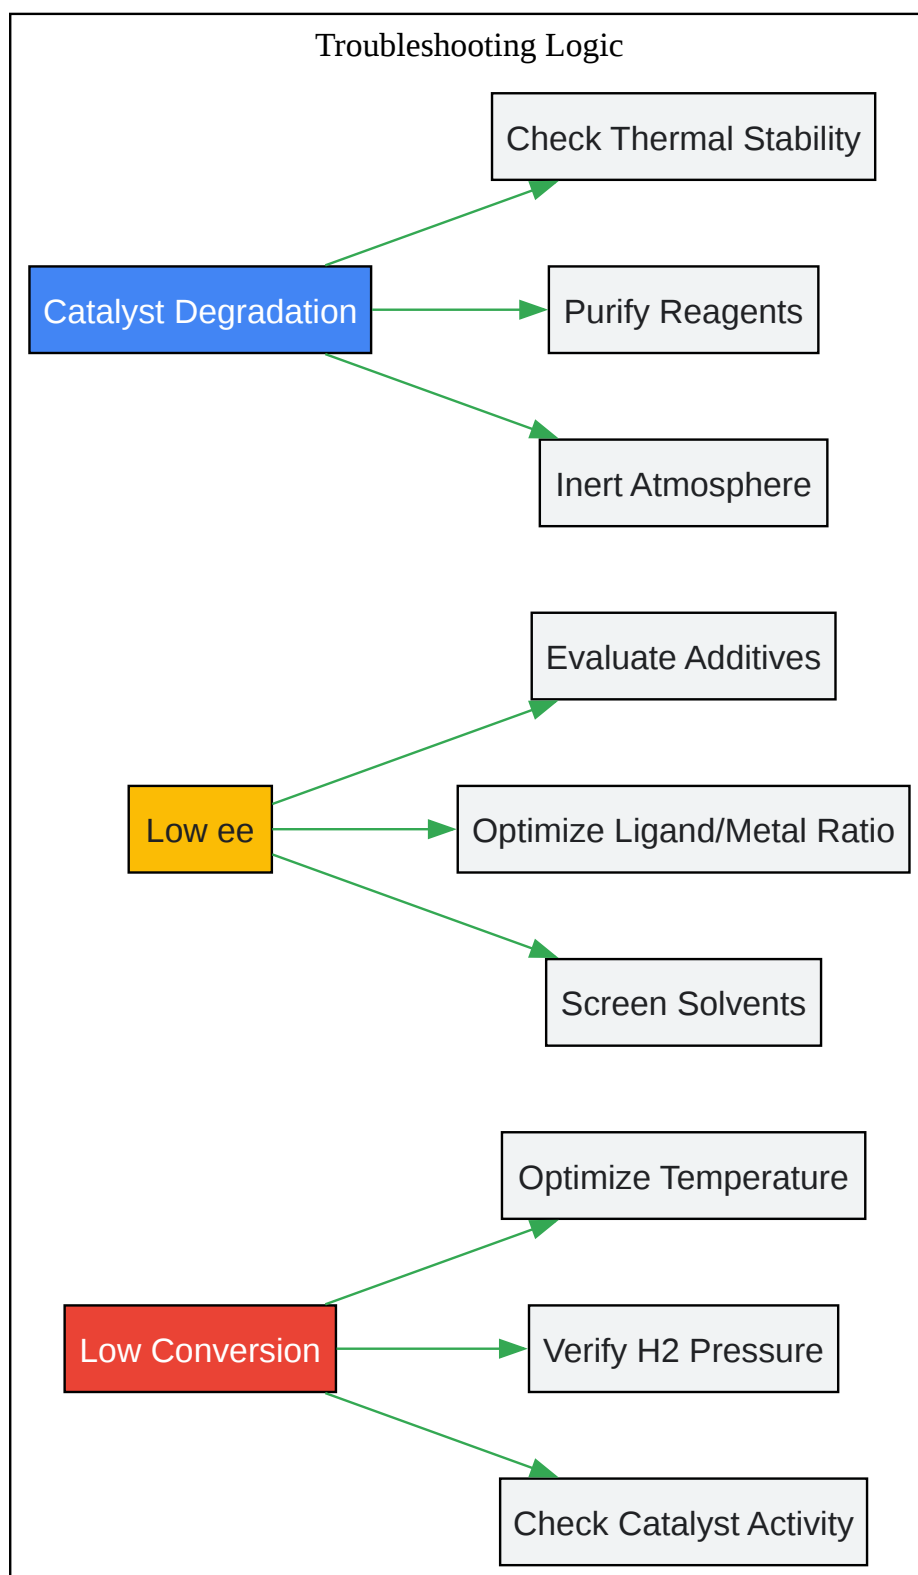 Troubleshooting Logic
Check Thermal Stability
Catalyst Degradation
Purify Reagents
Inert Atmosphere
Evaluate Additives
Low ee
Optimize Ligand/Metal Ratio
Screen Solvents
Optimize Temperature
Low Conversion
Verify H2 Pressure
Check Catalyst Activity